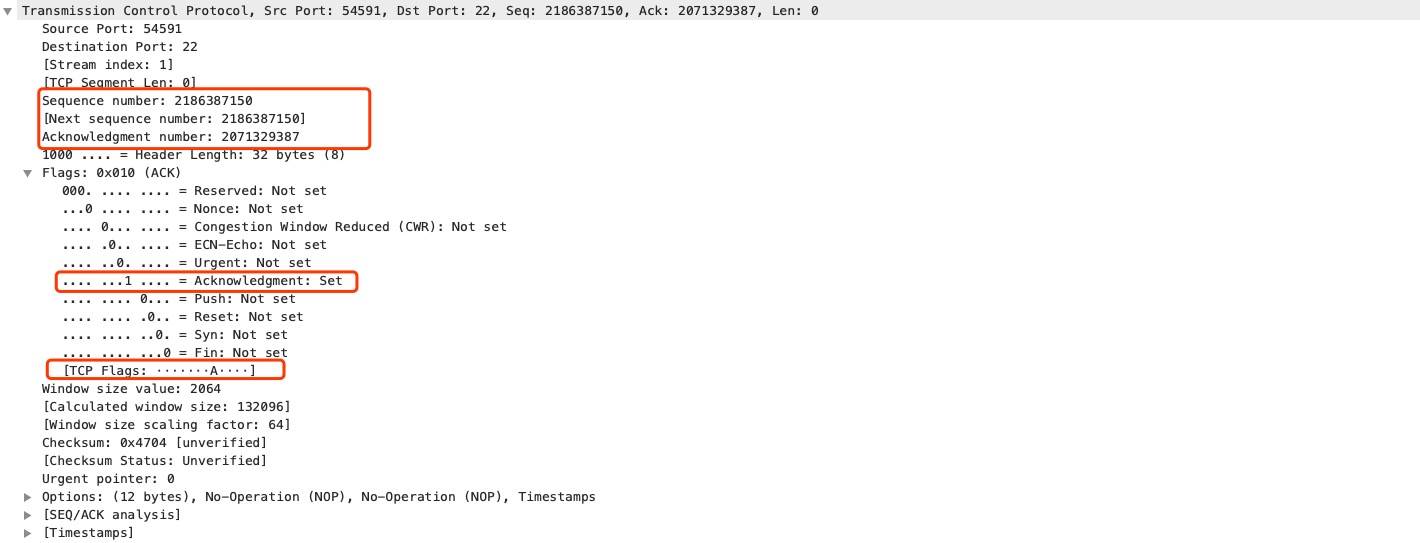 Transmission Control Protocol, Src Port: 54591, Dst Port: 22, Seq: 2186387150, Ack: 2071329387, Len: 0
Source Port: 54591
Destination Port: 22
[Stream index: 1]
[TCP Segment Len: 0]
Sequence number: 2186387150
[Next sequence number: 2186387150]
Acknowledgment number: 2071329387
1000 .... = Header Length: 32 bytes (8)
Flags: 0x010 (ACK)
000. .... .... = Reserved: Not set
...0 .... .... = Nonce: Not set
.... 0... .... = Congestion Window Reduced (CWR): Not set
.... .0.. .... = ECN-Echo: Not set
.... ..0. .... = Urgent: Not set
.... ...1 .... = Acknowledgment: Set
.... .... 0... = Push: Not set
.... .... .0.. = Reset: Not set
.... .... ..0. = Syn: Not set
.... .... ...0 = Fin: Not set
[TCP Flags: ·······A····]
Window size value: 2064
[Calculated window size: 132096]
[Window size scaling factor: 64]
Checksum: 0x4704 [unverified]
[Checksum Status: Unverified]
Urgent pointer: 0
Options: (12 bytes), No-Operation (NOP), No-Operation (NOP), Timestamps
[SEQ/ACK analysis]
[Timestamps]